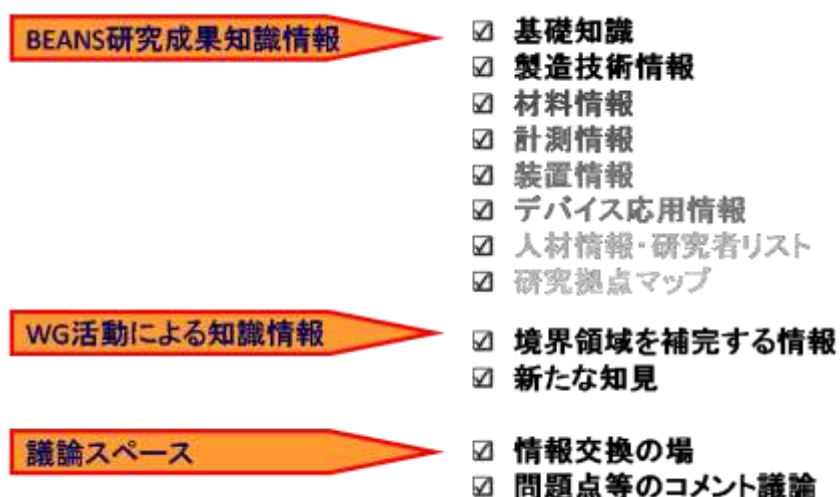 BEANS研究成果知識情報
☑ 基礎知識
☑ 製造技術情報
☑ 材料情報
☑ 計測情報
☑ 装置情報
☑ デバイス応用情報
☑ 人材情報・研究者リスト
☑ 研究拠点マップ
WG活動による知識情報
☑ 境界領域を補完する情報
☑ 新たな知見
議論スペース
☑ 情報交換の場
☑ 問題点等のコメント議論